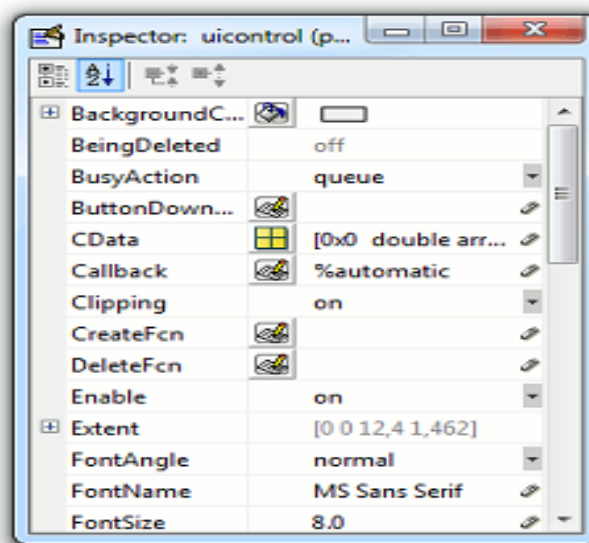 Inspector: uicontrol (p...
BackgroundC...
BeingDeleted off
BusyAction queue
ButtonDown...
CData [0x0 double arr...
Callback %automatic
Clipping on
CreateFcn
DeleteFcn
Enable on
Extent [0 0 12,4 1,462]
FontAngle normal
FontName MS Sans Serif
FontSize 8.0